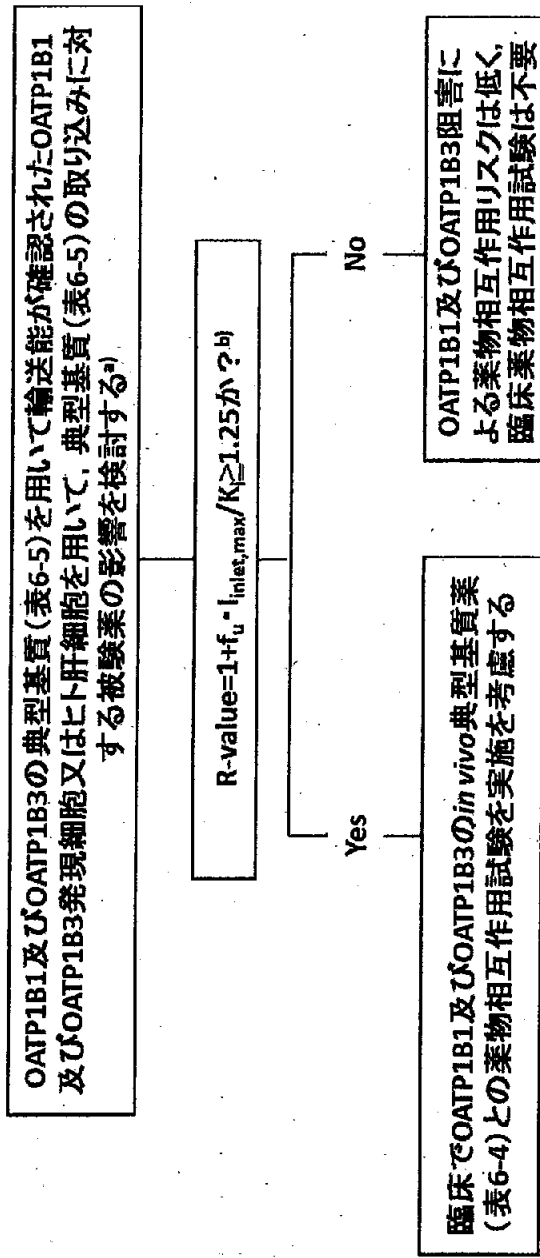 OATP1B1及びOATP1B3の典型基質(表6-5)を用いて輸送能が確認されたOATP1B1
及びOATP1B3発現細胞又はヒト肝細胞を用いて，典型基質(表6-5)の取り込みに対
する被験薬の影響を検討するa)
R-value=1+fu・Iinlet,max/Ki≥1.25か？b)
Yes
No
臨床でOATP1B1及びOATP1B3のin vivo典型基質薬
(表6-4)との薬物相互作用試験を実施を考慮する
OATP1B1及びOATP1B3阻害に
よる薬物相互作用リスクは低く，
臨床薬物相互作用試験は不要